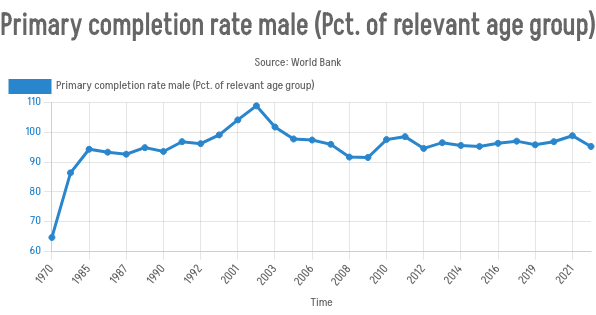 Primary completion rate male (Pct. of relevant age group)
Source: World Bank
Primary completion rate male (Pct. of relevant age group)
110
100
90
80
70
60
1970 1985 1987 1990 1992 2001 2003 2006 2008 2010 2012 2014 2016 2019 2021
Time